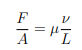 F/A = μ ν/L